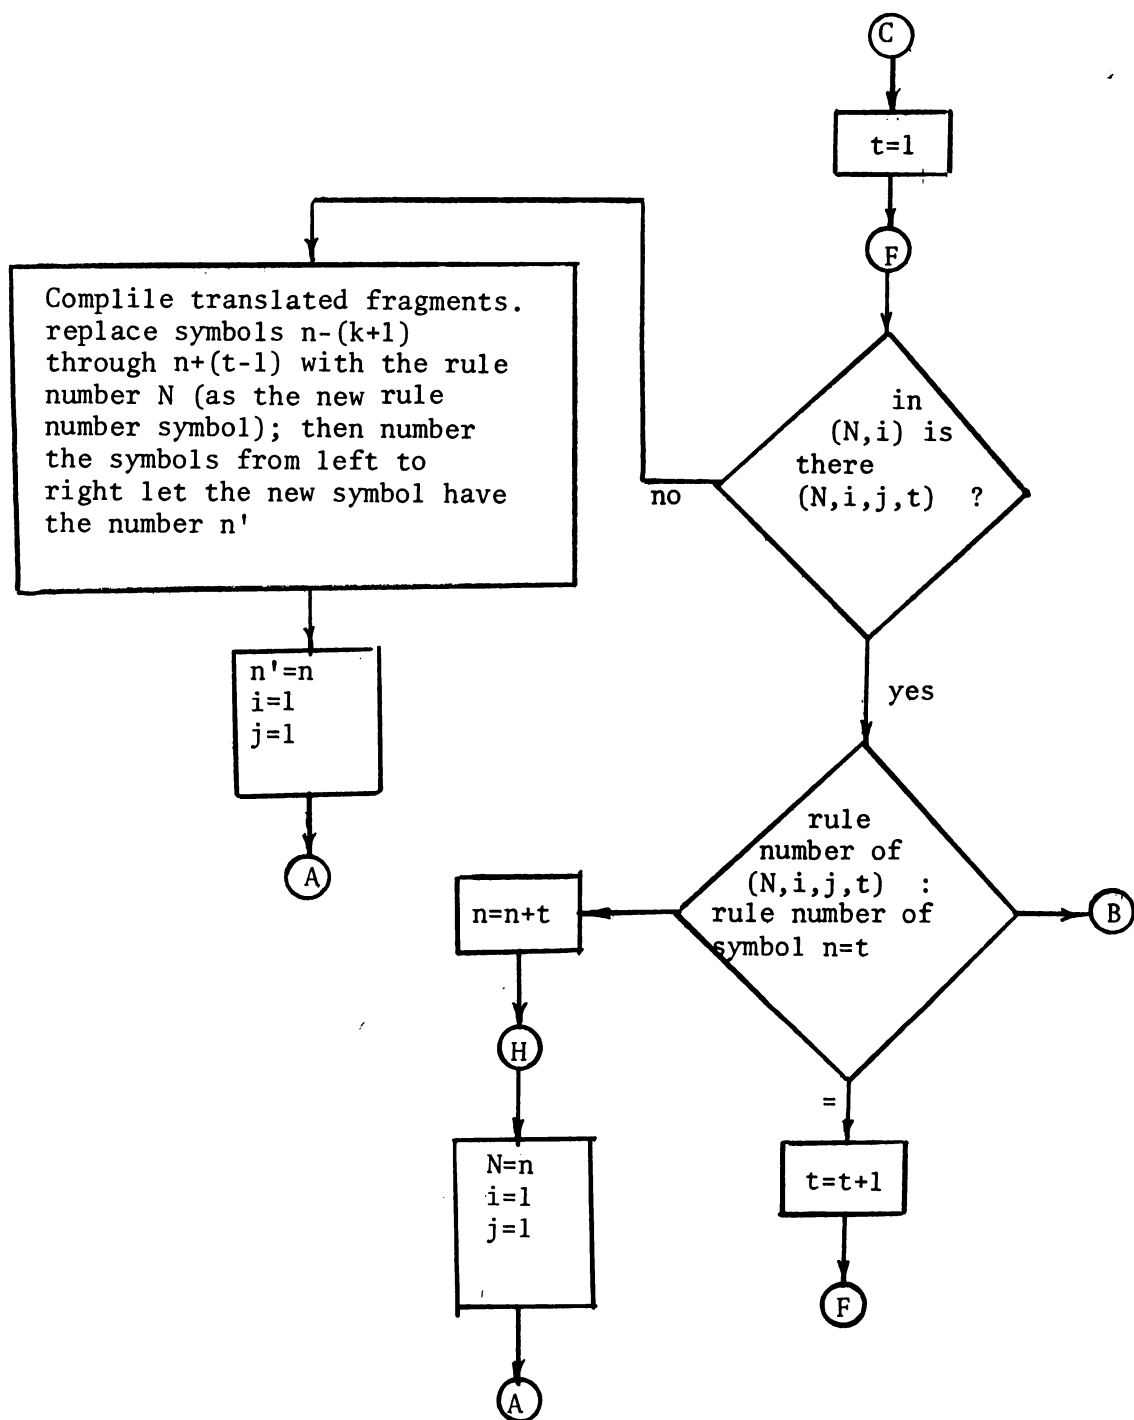 C
t=1
F
Complile translated fragments.
replace symbols n-(k+1)
through n+(t-1) with the rule
number N (as the new rule
number symbol); then number
the symbols from left to
right let the new symbol have
the number n'
in
(N,i) is
there
(N,i,j,t) ?
no
n'=n
i=1
j=1
yes
A
rule
number of
(N,i,j,t) :
rule number of
symbol n=t
n=n+t
B
H
=
N=n
i=1
j=1
t=t+1
F
A